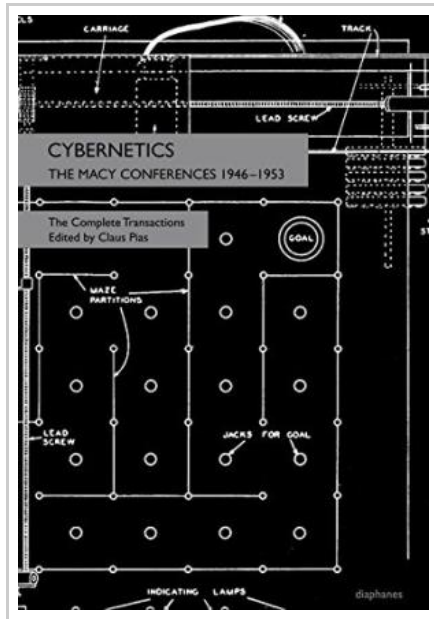 CARRIAGE
TRACK
LEAD SCREW
CYBERNETICS
THE MACY CONFERENCES 1946–1953
The Complete Transactions
Edited by Claus Pias
GOAL
MAZE
PARTITIONS
LEAD
SCREW
JACKS FOR GOAL
INDICATING LAMPS
diaphanes